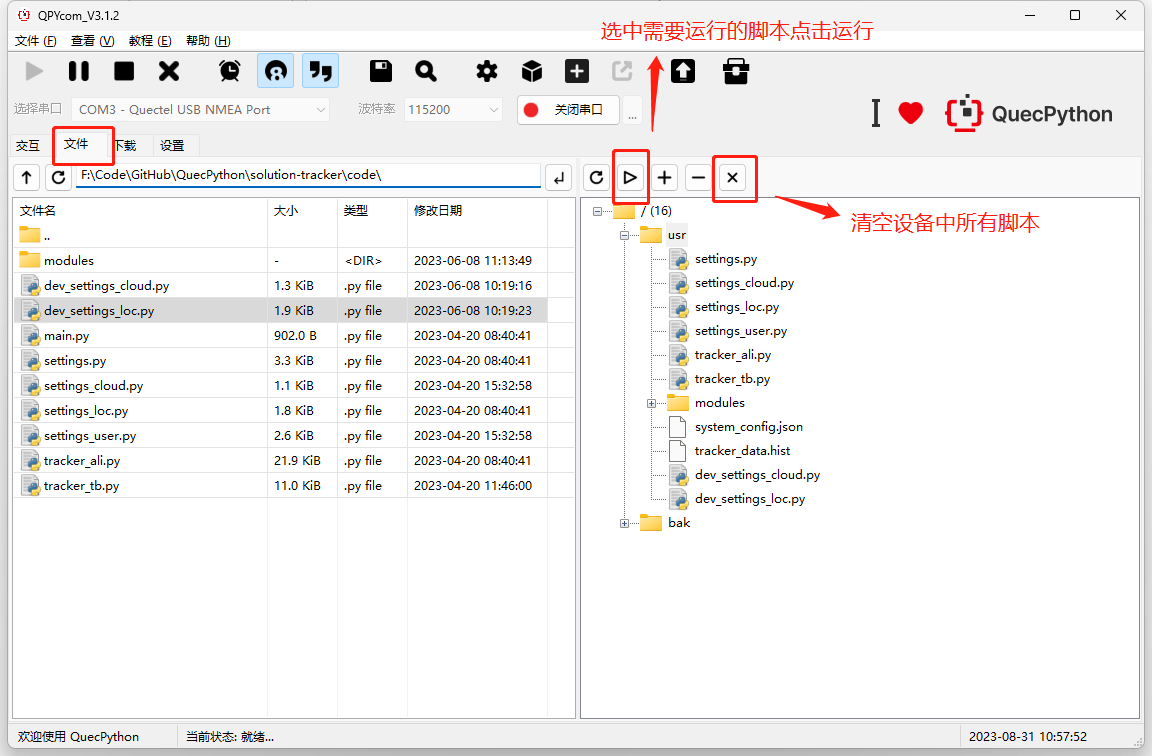 QPYcom_V3.1.2
选中需要运行的脚本点击运行
文件 (F) 查看 (V) 教程 (E) 帮助 (H)
选择串口 COM3 - Quectel USB NMEA Port 波特率 115200 关闭串口 ...
I QuecPython
交互 文件 下载 设置
F:\Code\GitHub\QuecPython\solution-tracker\code\
清空设备中所有脚本
文件名 大小 类型 修改日期
..
modules - <DIR> 2023-06-08 11:13:49
dev_settings_cloud.py 1.3 KiB .py file 2023-06-08 10:19:16
dev_settings_loc.py 1.9 KiB .py file 2023-06-08 10:19:23
main.py 902.0 B .py file 2023-04-20 08:40:41
settings.py 3.3 KiB .py file 2023-04-20 08:40:41
settings_cloud.py 1.1 KiB .py file 2023-04-20 15:32:58
settings_loc.py 1.8 KiB .py file 2023-04-20 08:40:41
settings_user.py 2.6 KiB .py file 2023-04-20 15:32:58
tracker_ali.py 21.9 KiB .py file 2023-04-20 08:40:41
tracker_tb.py 11.0 KiB .py file 2023-04-20 11:46:00
/ (16)
usr
settings.py
settings_cloud.py
settings_loc.py
settings_user.py
tracker_ali.py
tracker_tb.py
modules
system_config.json
tracker_data.hist
dev_settings_cloud.py
dev_settings_loc.py
bak
欢迎使用 QuecPython 当前状态: 就绪... 2023-08-31 10:57:52